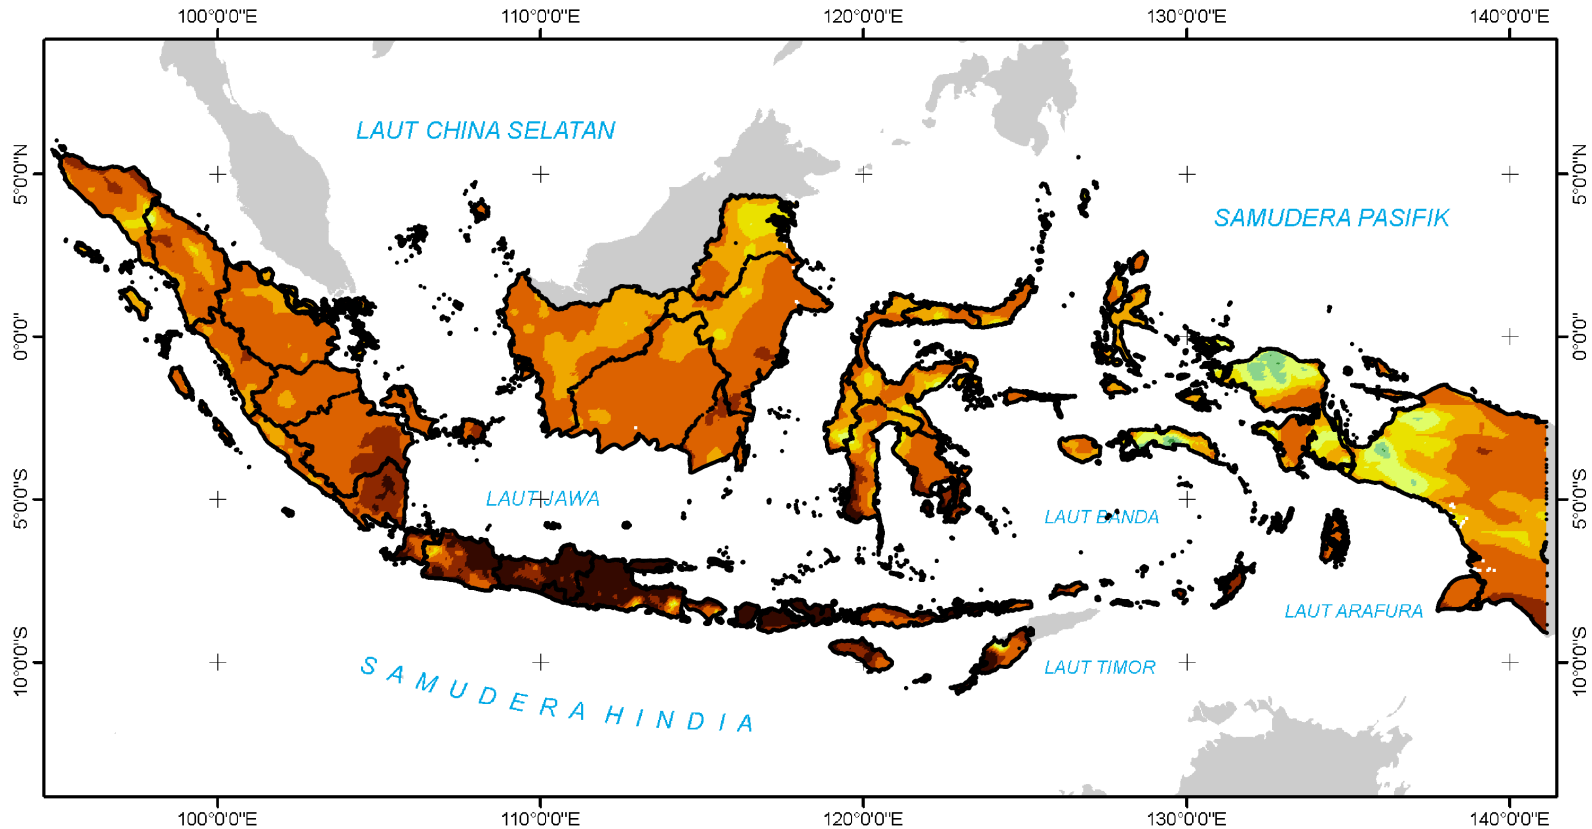 100°0'0"E 110°0'0"E 120°0'0"E 130°0'0"E 140°0'0"E
LAUT CHINA SELATAN
5°0'0"N 5°0'0"N
SAMUDERA PASIFIK
0°0'0" 0°0'0"
5°0'0"S LAUT JAWA 5°0'0"S
LAUT BANDA
LAUT ARAFURA
10°0'0"S LAUT TIMOR 10°0'0"S
SAMUDERA HINDIA
100°0'0"E 110°0'0"E 120°0'0"E 130°0'0"E 140°0'0"E